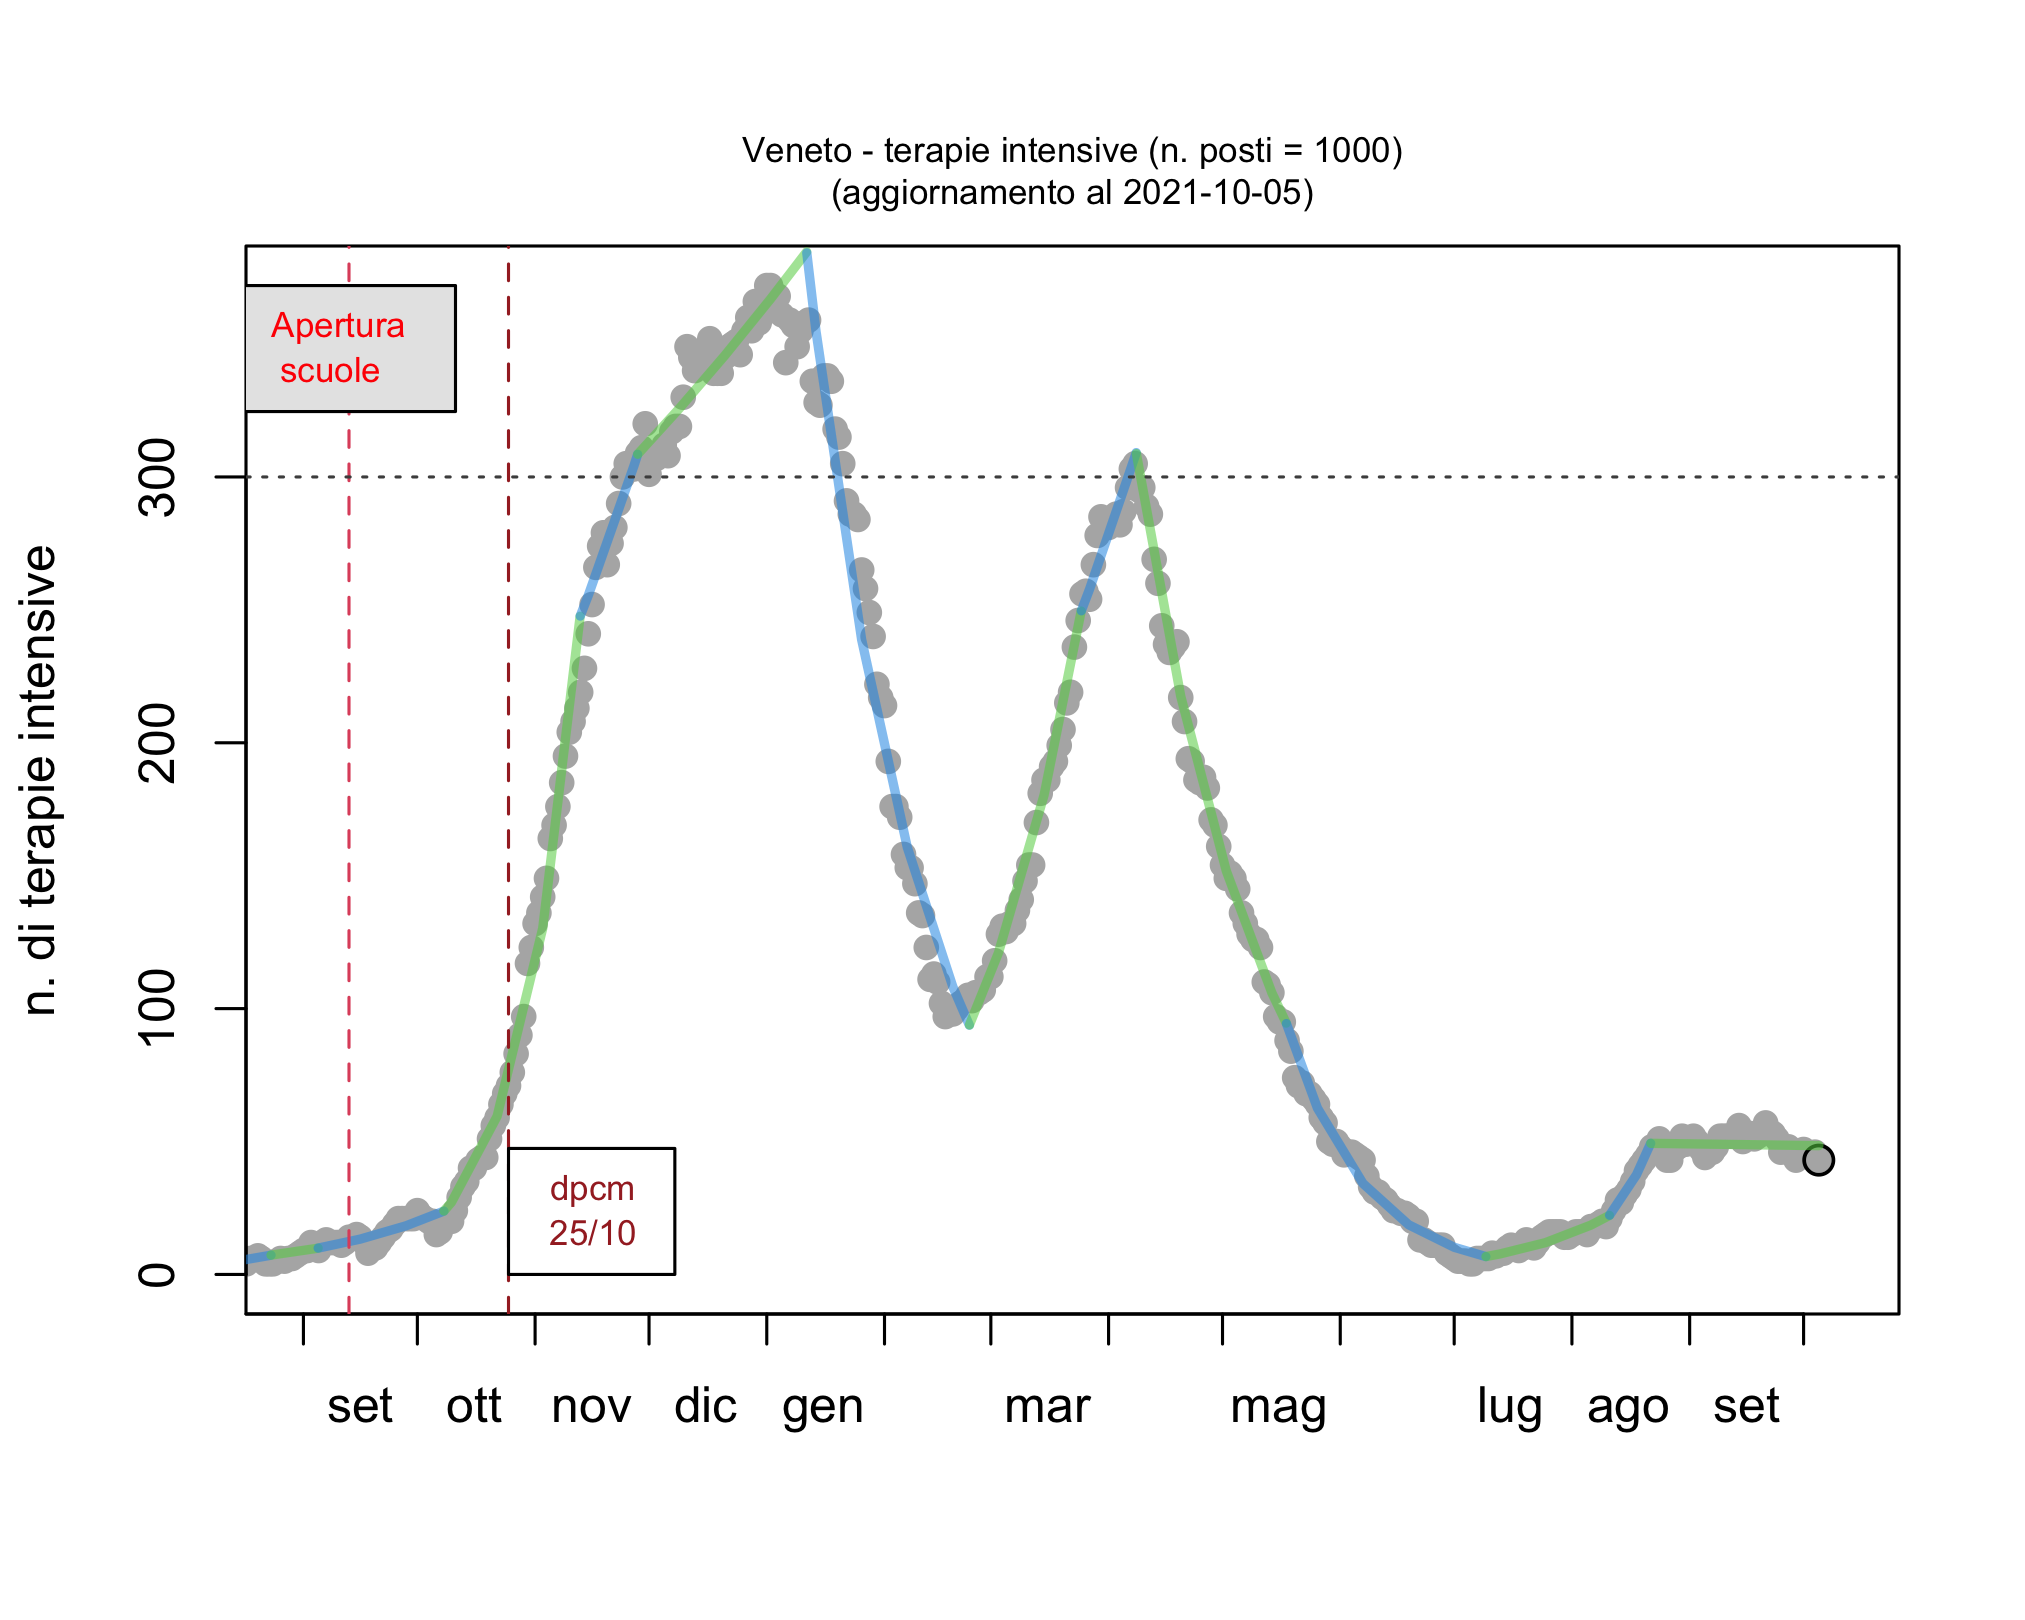 Veneto - terapie intensive (n. posti = 1000)
(aggiornamento al 2021-10-05)
Apertura
scuole
n. di terapie intensive
300
200
100
0
dpcm
25/10
set ott nov dic gen mar mag lug ago set